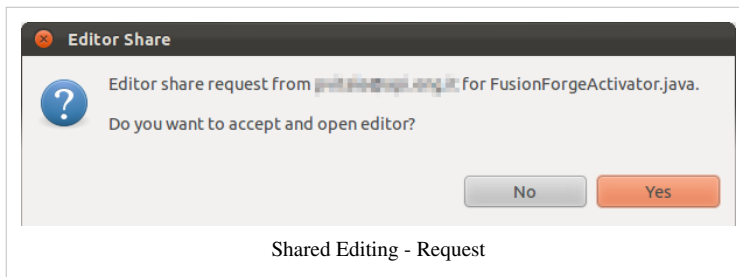 Editor Share
Editor share request from for FusionForgeActivator.java.
Do you want to accept and open editor?
No
Yes
Shared Editing - Request